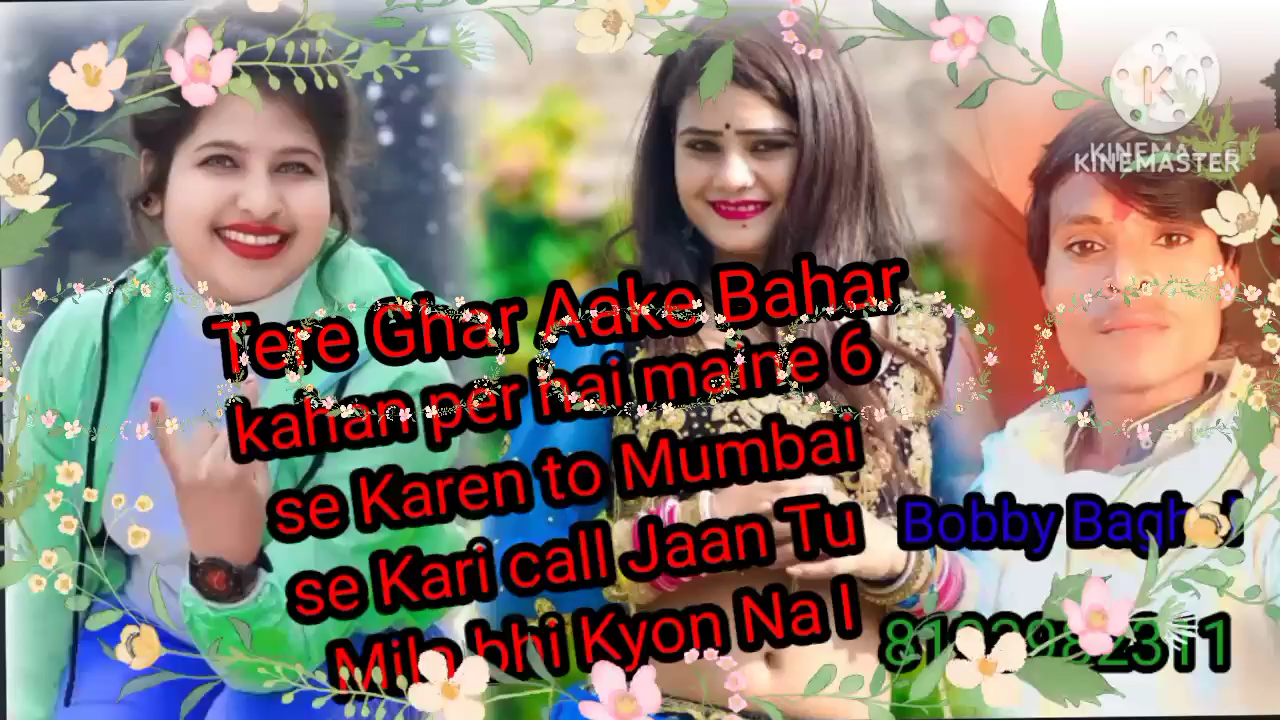 K
KINEMASTER
Tere Ghar Aake Bahar
kahan per hai maine 6
se Karen to Mumbai
se Kari call Jaan Tu
Mila bhi Kyon Na I
Bobby